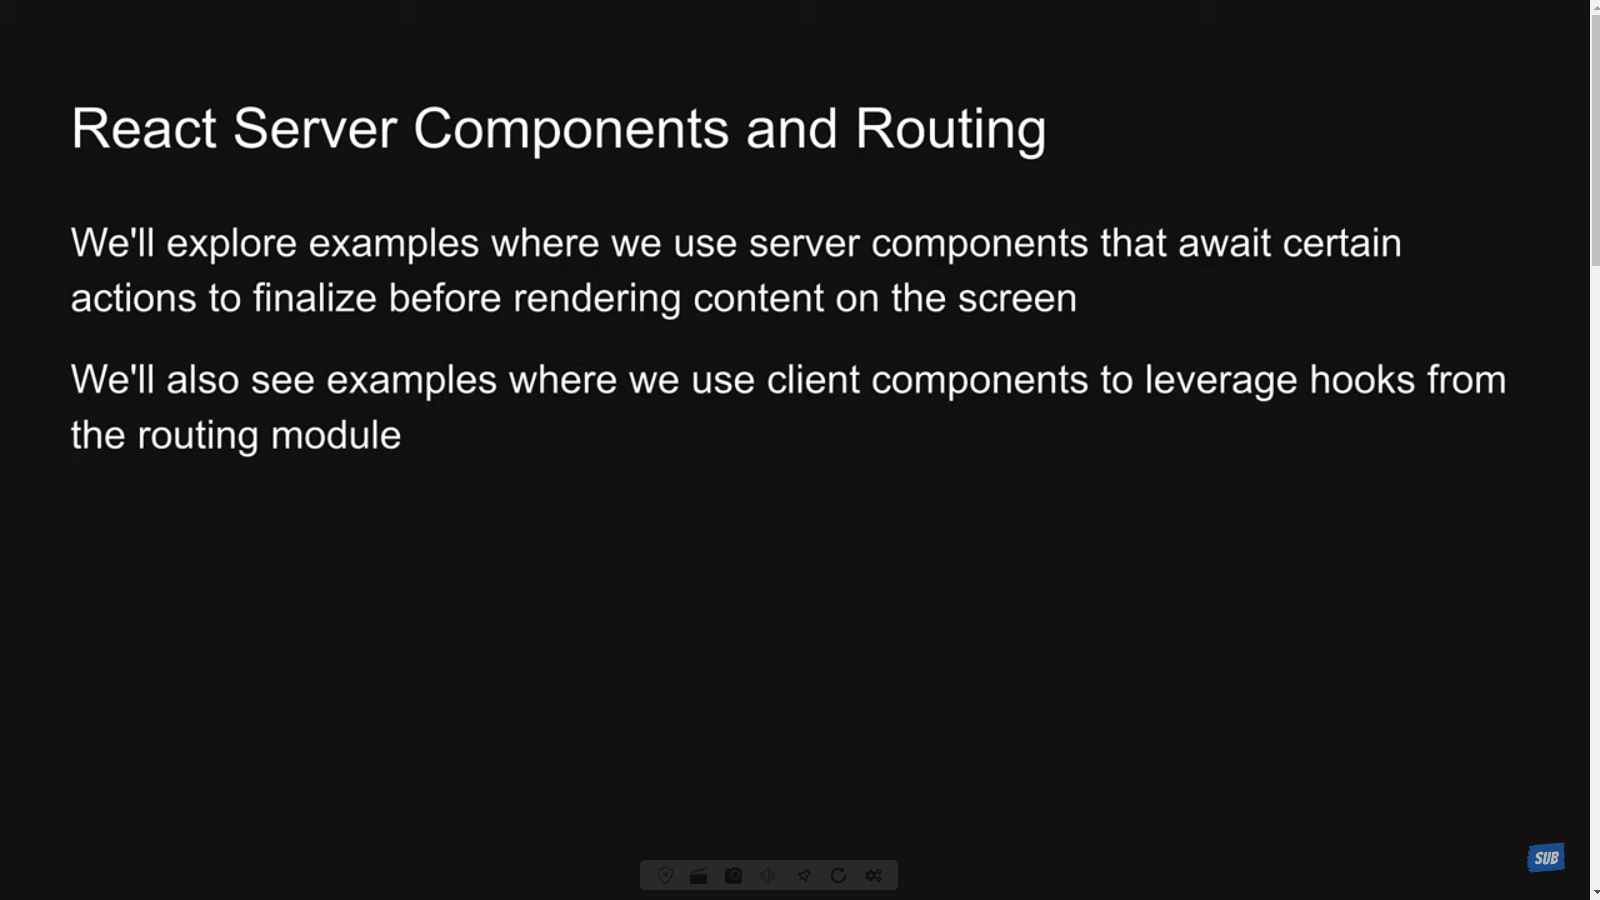 React Server Components and Routing
We'll explore examples where we use server components that await certain
actions to finalize before rendering content on the screen
We'll also see examples where we use client components to leverage hooks from
the routing module
SUB